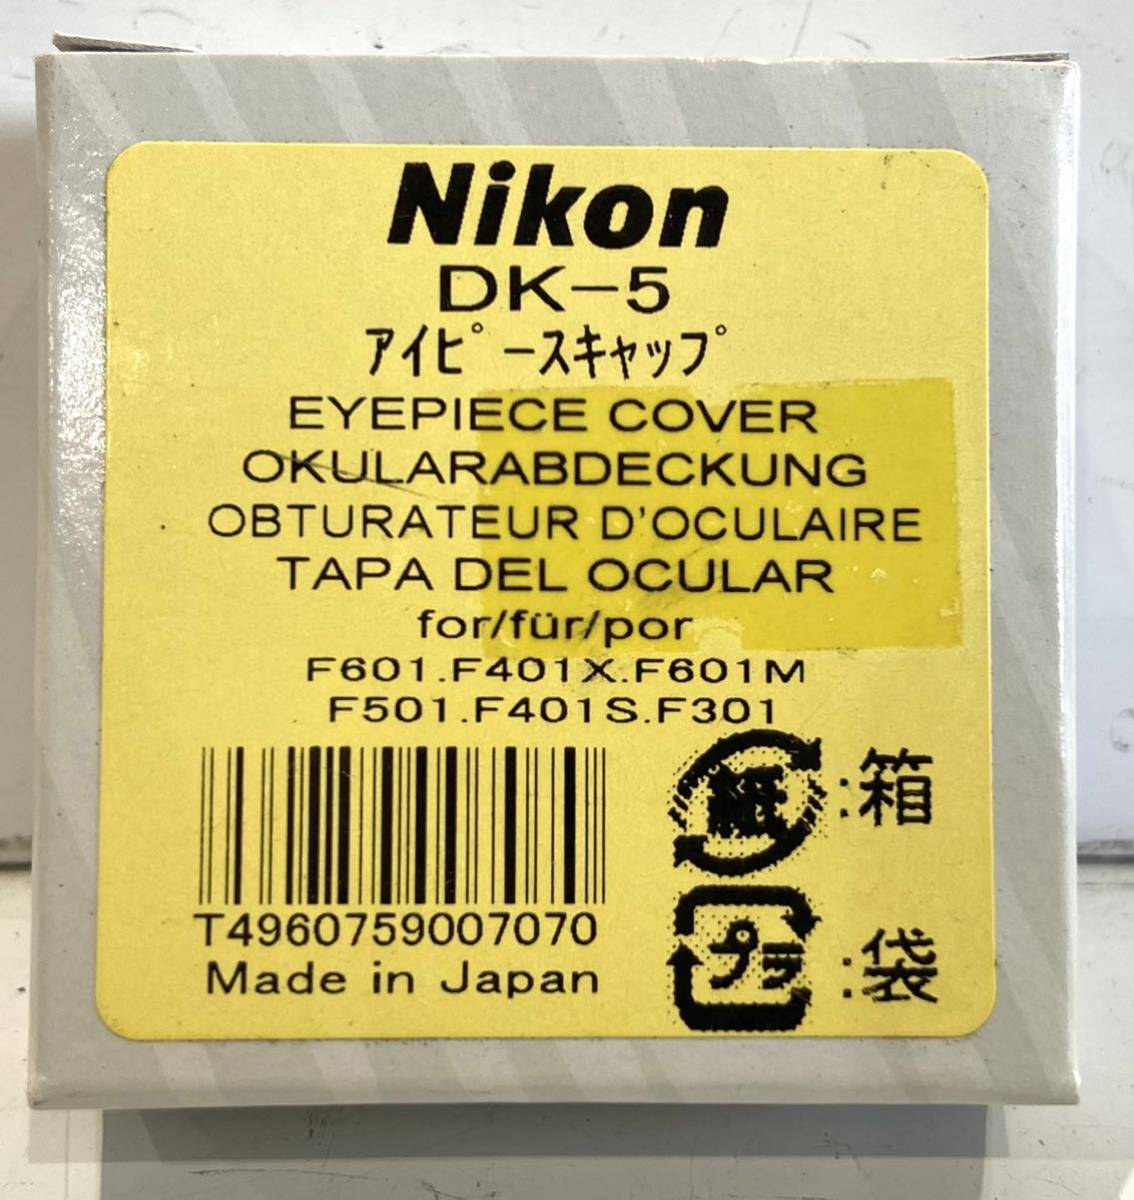 Nikon
DK-5
アイピースキャップ
EYEPIECE COVER
OKULARABDECKUNG
OBTURATEUR D'OCULAIRE
TAPA DEL OCULAR
for/für/por
F601.F401X.F601M
F501.F401S.F301
紙:箱
T4960759007070
プラ:袋
Made in Japan